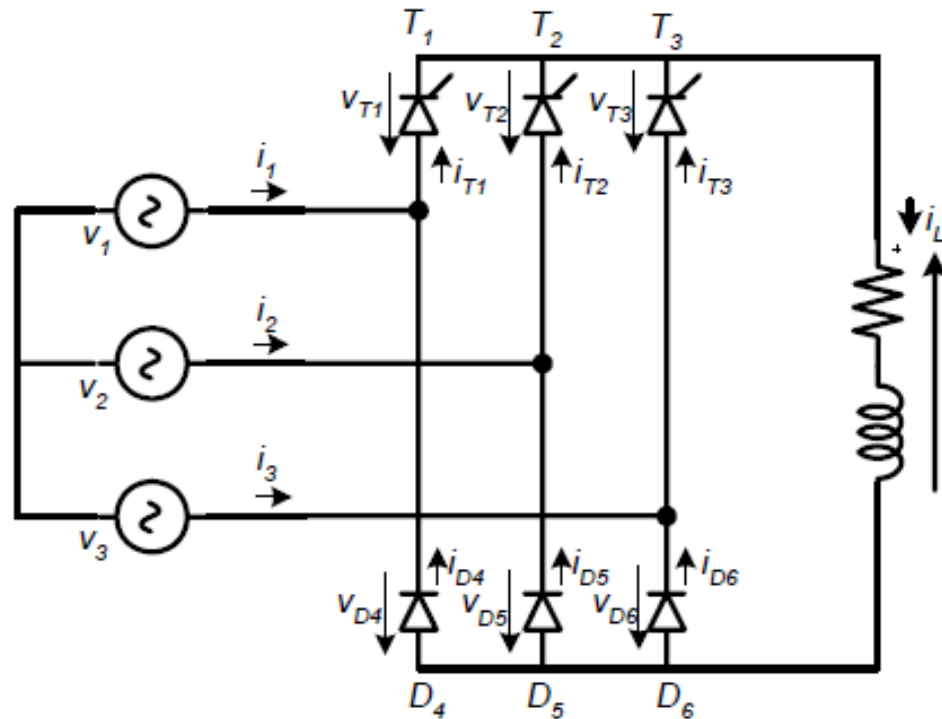 T1 T2 T3
vT1 vT2 vT3
iT1 iT2 iT3
i1
v1
iL
+
i2
v2
i3
v3
iD4 iD5 iD6
vD4 vD5 vD6
D4 D5 D6